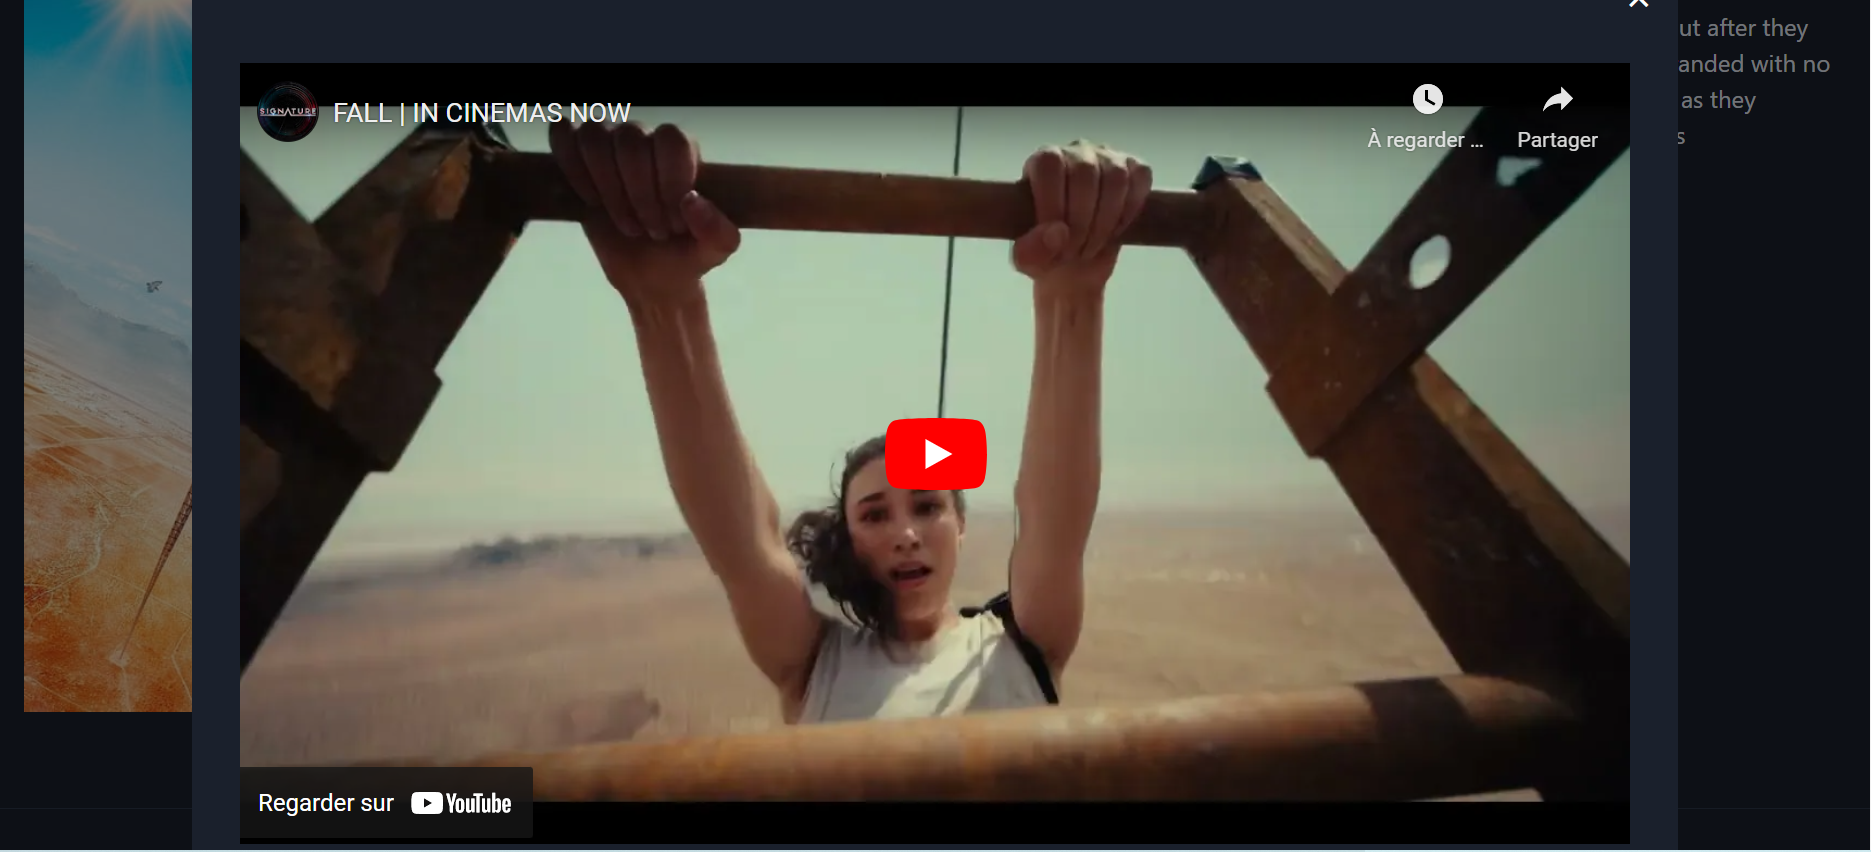 ut after they
anded with no
as they
s
SIGNATURE
FALL | IN CINEMAS NOW
À regarder ...
Partager
Regarder sur YouTube